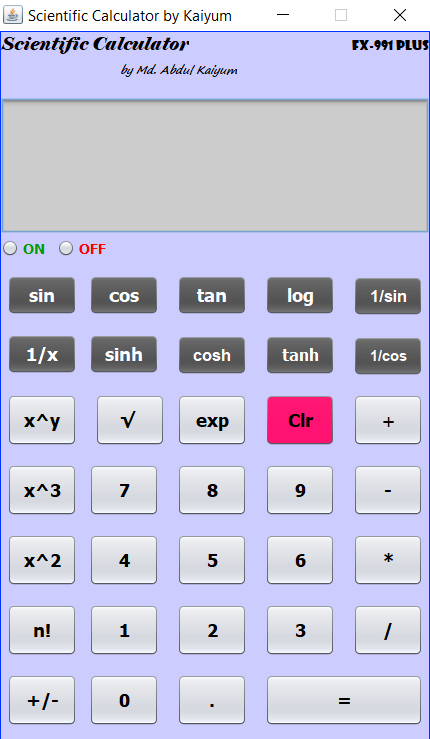 Scientific Calculator by Kaiyum
Scientific Calculator FX-991 PLUS
by Md. Abdul Kaiyum
ON OFF
sin cos tan log 1/sin
1/x sinh cosh tanh 1/cos
x^y √ exp Clr +
x^3 7 8 9 -
x^2 4 5 6 *
n! 1 2 3 /
+/- 0 . =